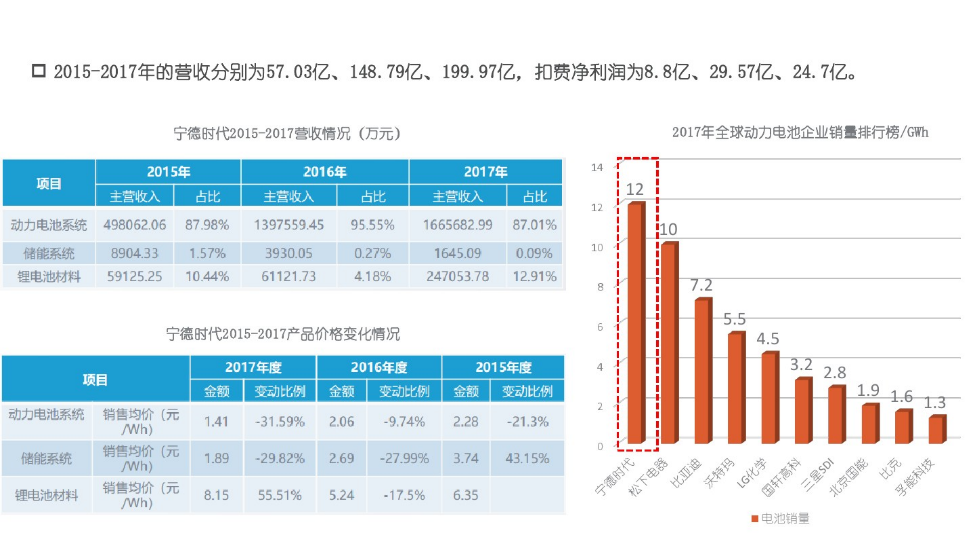 2015-2017年的营收分别为57.03亿、148.79亿、199.97亿，扣费净利润为8.8亿、29.57亿、24.7亿。
宁德时代2015-2017营收情况（万元）
项目 2015年 2016年 2017年
主营收入 占比 主营收入 占比 主营收入 占比
动力电池系统 498062.06 87.98% 1397559.45 95.55% 1665682.99 87.01%
储能系统 8904.33 1.57% 3930.05 0.27% 1645.09 0.09%
锂电池材料 59125.25 10.44% 61121.73 4.18% 247053.78 12.91%
宁德时代2015-2017产品价格变化情况
项目 2017年度 2016年度 2015年度
金额 变动比例 金额 变动比例 金额 变动比例
动力电池系统 销售均价（元
/Wh） 1.41 -31.59% 2.06 -9.74% 2.28 -21.3%
储能系统 销售均价（元
/Wh） 1.89 -29.82% 2.69 -27.99% 3.74 43.15%
锂电池材料 销售均价（元
/Wh） 8.15 55.51% 5.24 -17.5% 6.35
2017年全球动力电池企业销量排行榜/GWh
14
12
10
8
6
4
2
0
12
10
7.2
5.5
4.5
3.2
2.8
1.9
1.6
1.3
宁德时代
松下电器
比亚迪
沃特玛
LG化学
国轩高科
三星SDI
北京国能
比克
孚能科技
电池销量